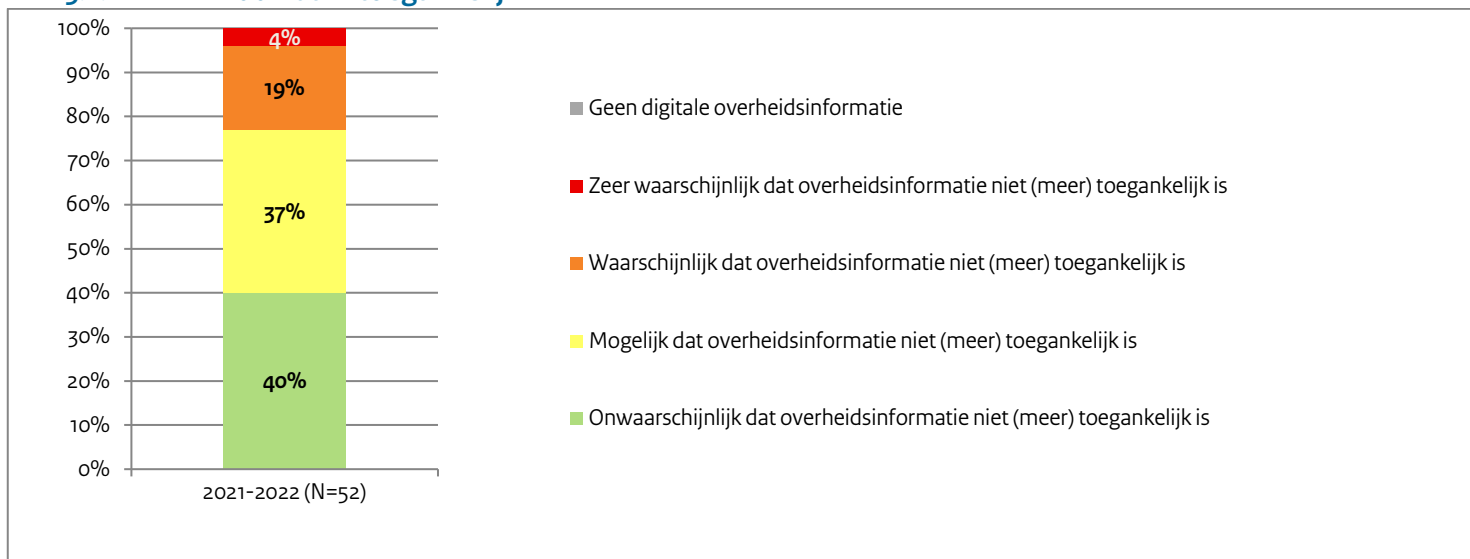 100%
90%
80%
70%
60%
50%
40%
30%
20%
10%
0%
4%
19%
37%
40%
2021-2022 (N=52)
Geen digitale overheidsinformatie
Zeer waarschijnlijk dat overheidsinformatie niet (meer) toegankelijk is
Waarschijnlijk dat overheidsinformatie niet (meer) toegankelijk is
Mogelijk dat overheidsinformatie niet (meer) toegankelijk is
Onwaarschijnlijk dat overheidsinformatie niet (meer) toegankelijk is